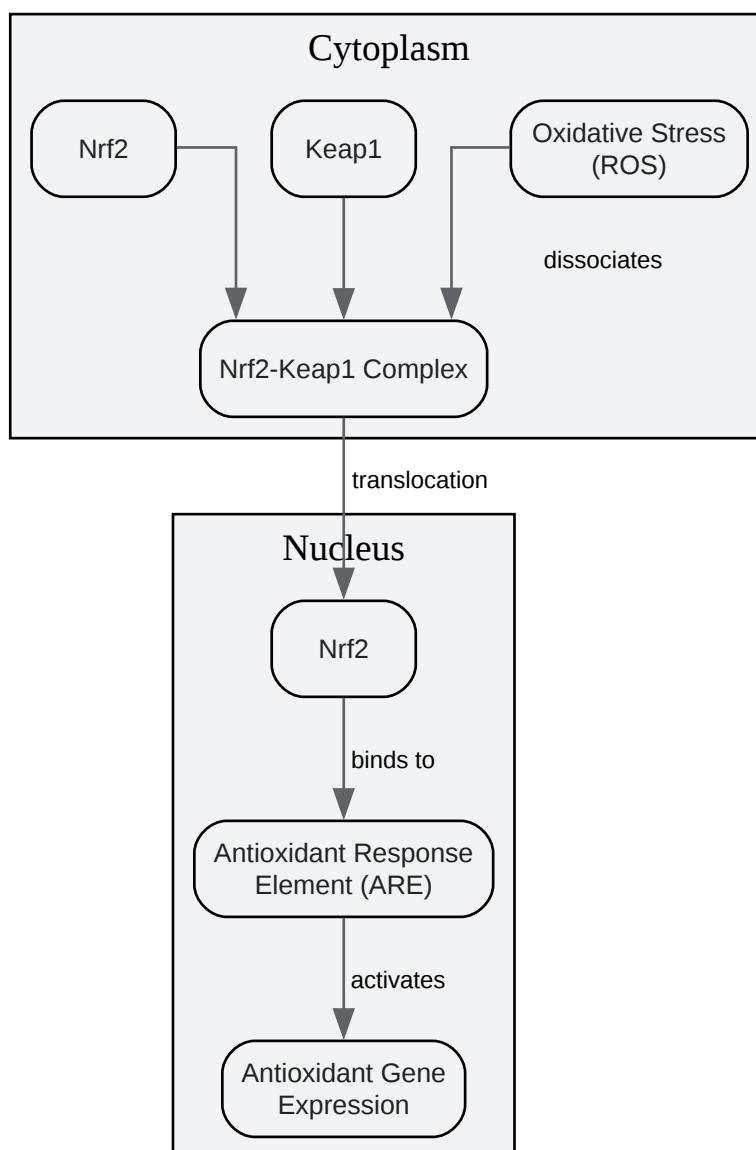 Cytoplasm
Nrf2
Keap1
Oxidative Stress
(ROS)
dissociates
Nrf2-Keap1 Complex
translocation
Nucleus
Nrf2
binds to
Antioxidant Response
Element (ARE)
activates
Antioxidant Gene
Expression